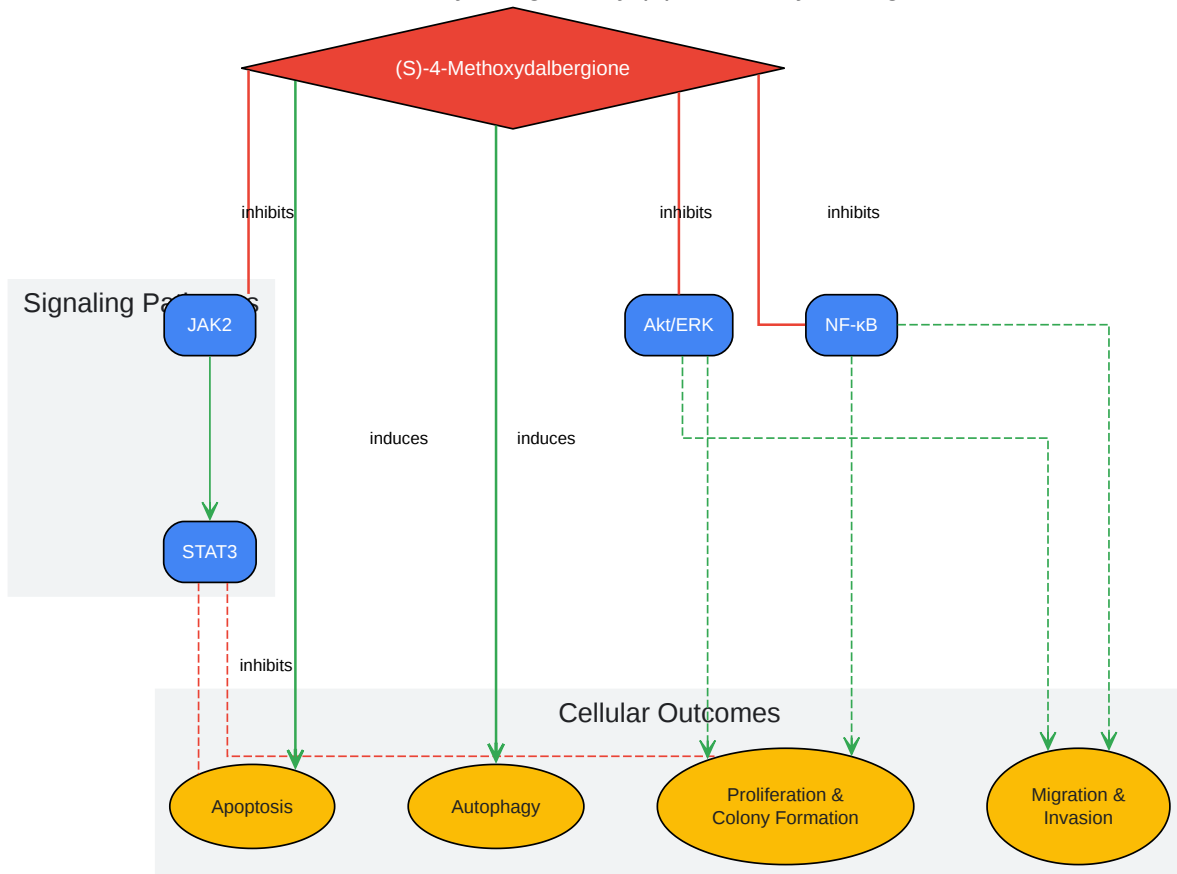 (S)-4-Methoxydalbergione
inhibits
inhibits
inhibits
Signaling
JAK2
Akt/ERK
NF-κB
induces
induces
STAT3
inhibits
Cellular Outcomes
Apoptosis
Autophagy
Proliferation &
Colony Formation
Migration &
Invasion